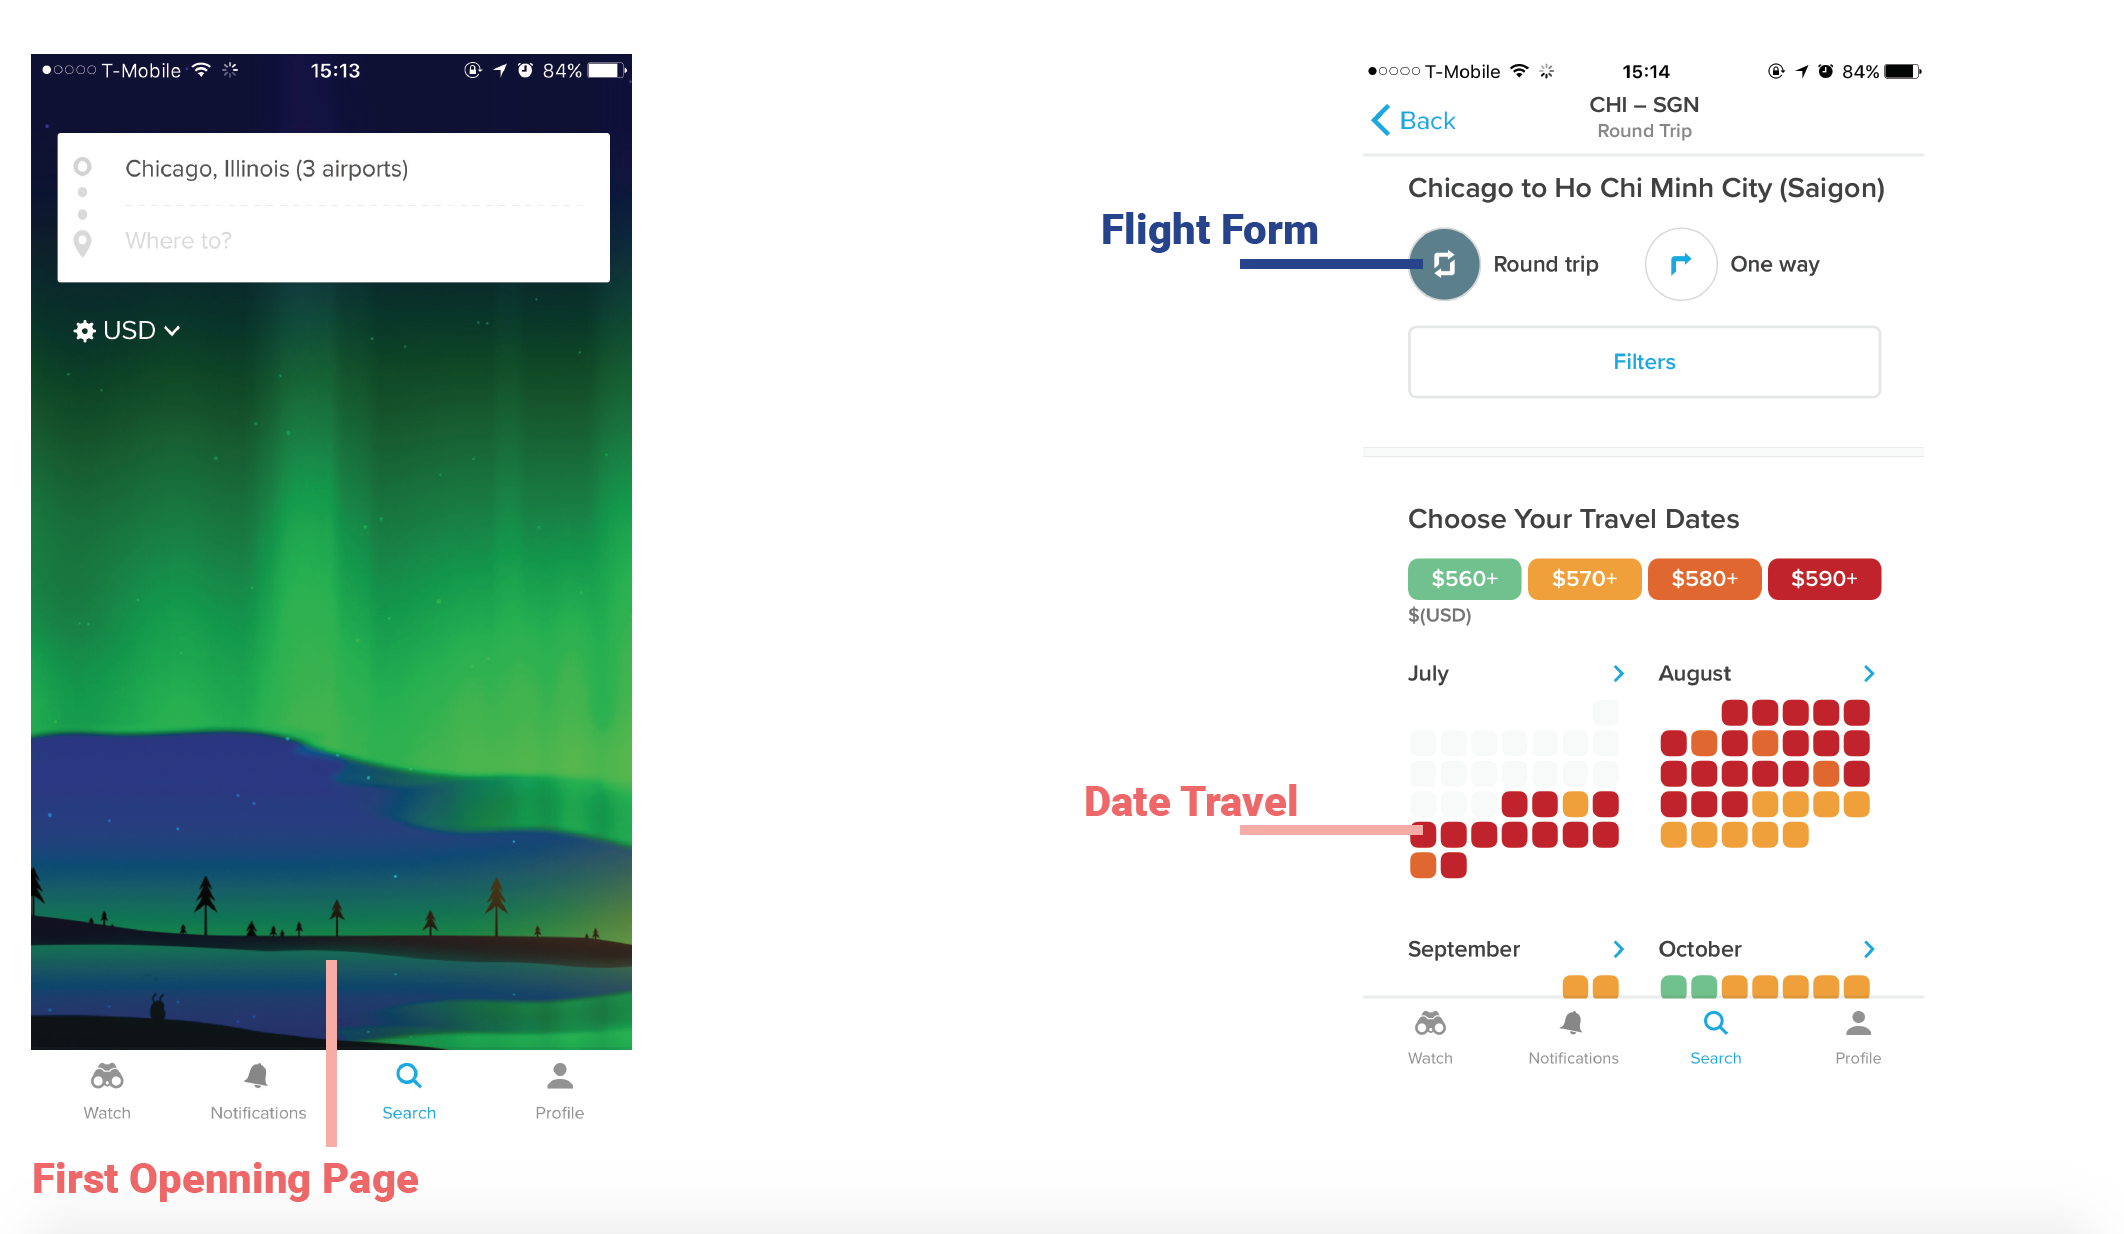 T-Mobile 15:13 84%
Chicago, Illinois (3 airports)
Where to?
USD
Watch Notifications Search Profile
First Openning Page
T-Mobile 15:14 84%
Back
CHI – SGN
Round Trip
Chicago to Ho Chi Minh City (Saigon)
Flight Form
Round trip One way
Filters
Choose Your Travel Dates
$560+ $570+ $580+ $590+
$(USD)
July August
Date Travel
September October
Watch Notifications Search Profile